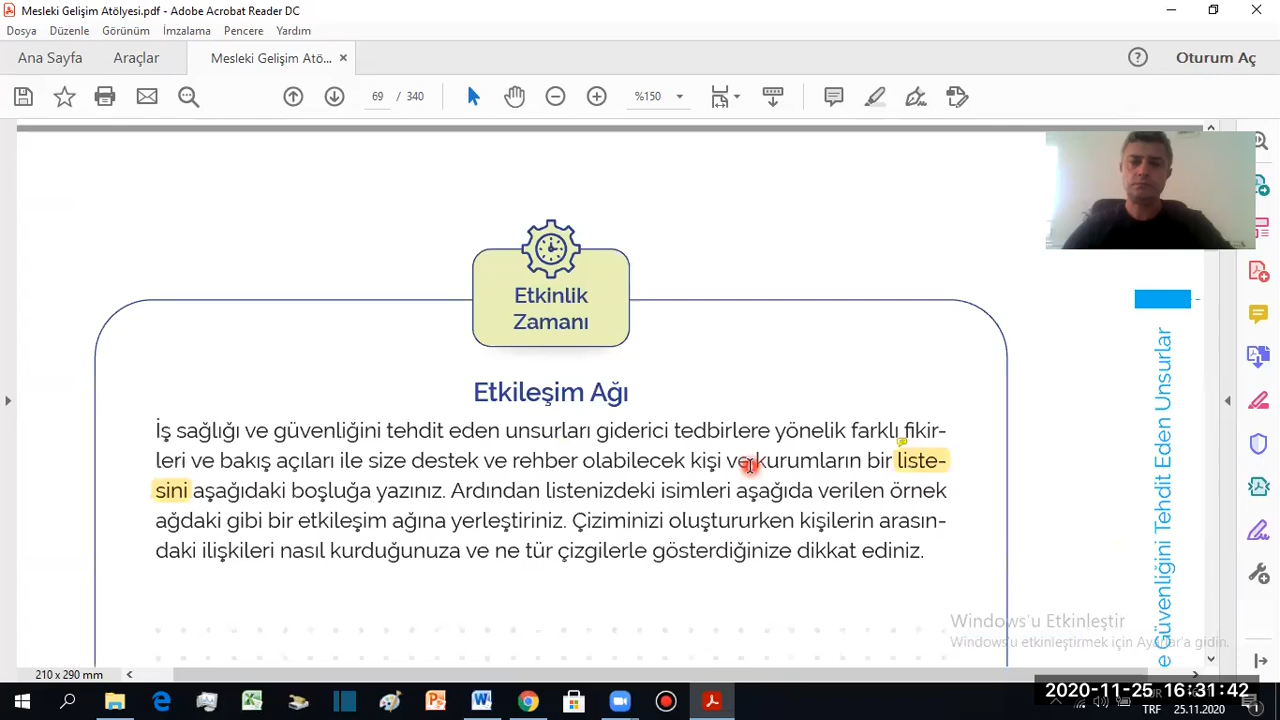 Mesleki Gelişim Atölyesi.pdf - Adobe Acrobat Reader DC
Dosya Düzenle Görünüm İmzalama Pencere Yardım
Ana Sayfa Araçlar Mesleki Gelişim Atö... × Oturum Aç
69 / 340 %150
Etkinlik
Zamanı
Etkileşim Ağı
İş sağlığı ve güvenliğini tehdit eden unsurları giderici tedbirlere yönelik farklı fikir-
leri ve bakış açıları ile size destek ve rehber olabilecek kişi ve kurumların bir liste-
sini aşağıdaki boşluğa yazınız. Ardından listenizdeki isimleri aşağıda verilen örnek
ağdaki gibi bir etkileşim ağına yerleştiriniz. Çiziminizi oluştururken kişilerin arasın-
daki ilişkileri nasıl kurduğunuza ve ne tür çizgilerle gösterdiğinize dikkat ediniz.
e Güvenliğini Tehdit Eden Unsurlar
Windows'u Etkinleştir
Windows'u etkinleştirmek için Ayarlar'a gidin.
210 x 290 mm
2020-11-25 16:31:42
TRF 25.11.2020